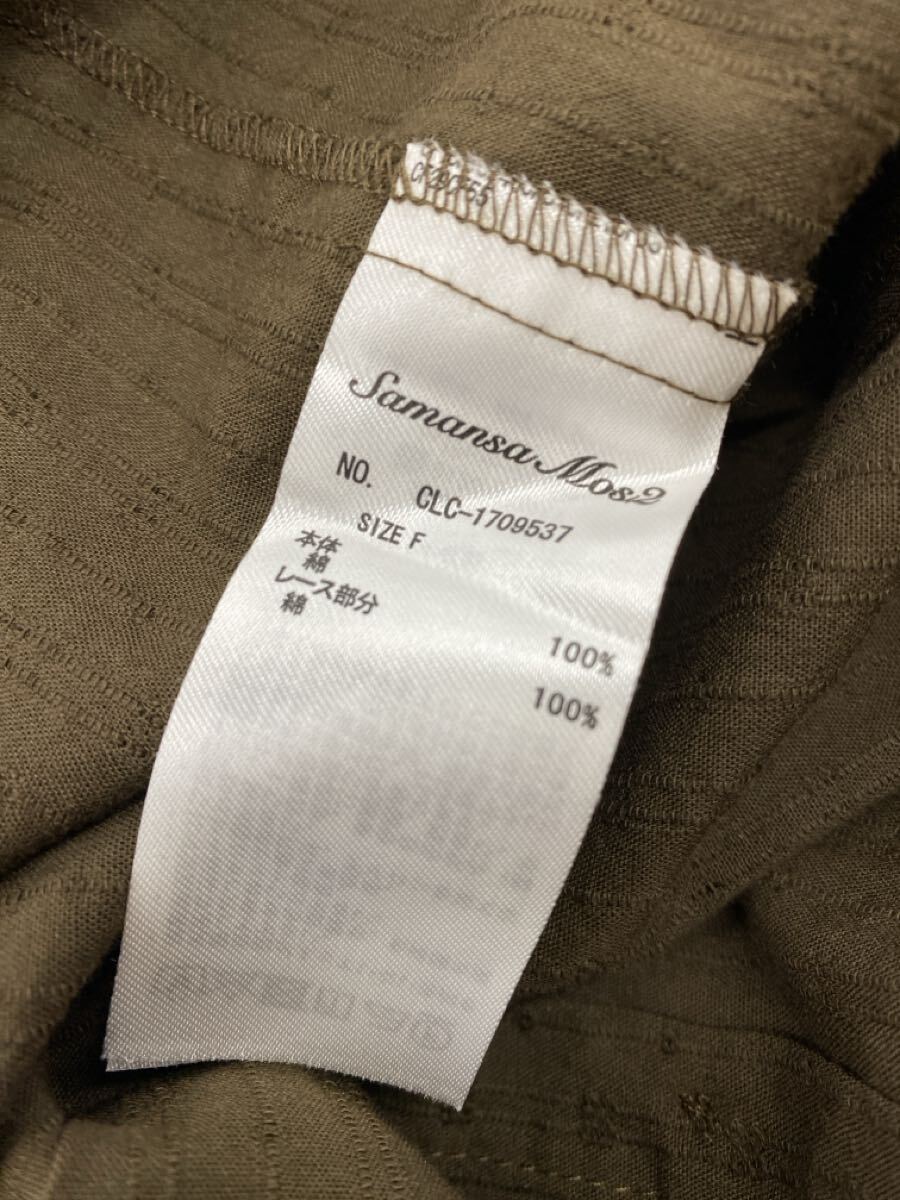 Samansa Mos2
NO. CLC-1709537
SIZE F
本体
綿 100%
レース部分
綿 100%